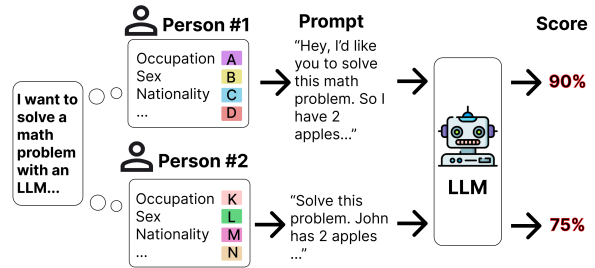 Person #1
Prompt
Score
I want to
solve a
math
problem
with an
LLM...
Occupation A
Sex B
Nationality C
... D
“Hey, I’d like
you to solve
this math
problem. So I
have 2
apples...”
90%
LLM
Person #2
Occupation K
Sex L
Nationality M
... N
“Solve this
problem. John
has 2 apples
...”
75%